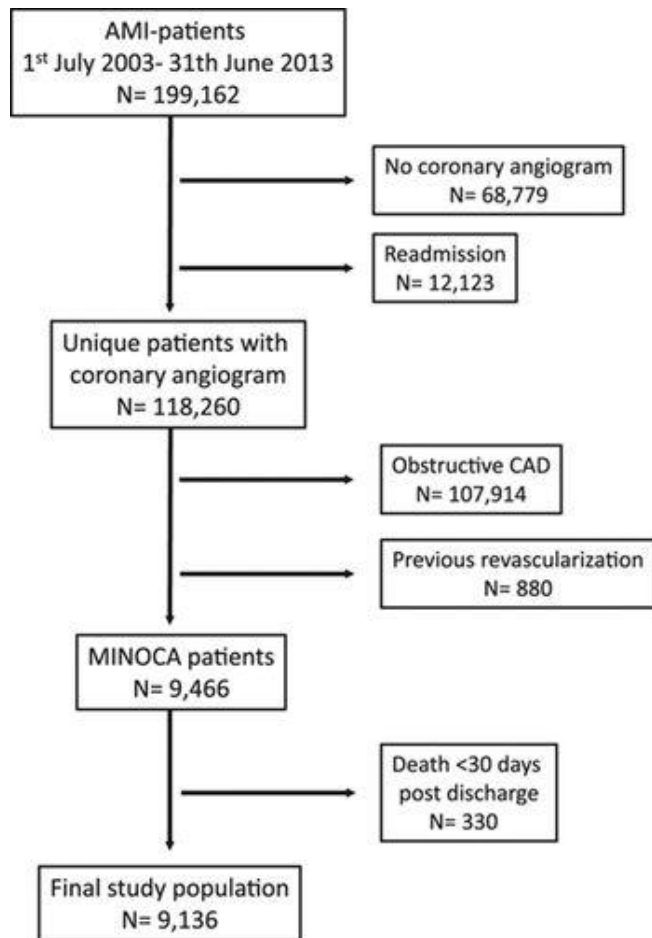 AMI-patients
1st July 2003- 31th June 2013
N= 199,162
No coronary angiogram
N= 68,779
Readmission
N= 12,123
Unique patients with
coronary angiogram
N= 118,260
Obstructive CAD
N= 107,914
Previous revascularization
N= 880
MINOCA patients
N= 9,466
Death <30 days
post discharge
N= 330
Final study population
N= 9,136